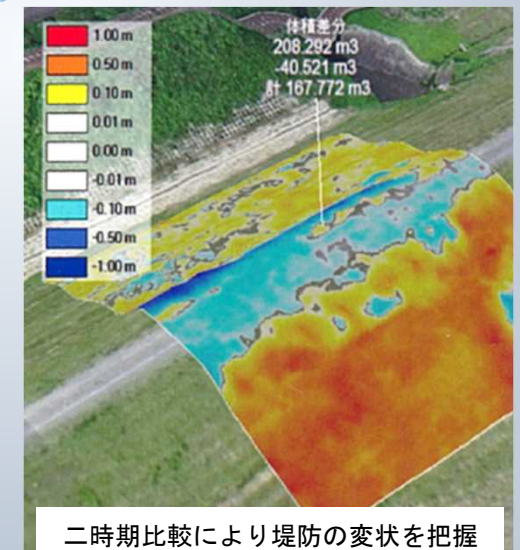 体積差分
208.292 m3
-40.521 m3
計 167.772 m3
1.00 m
0.50 m
0.10 m
0.01 m
0.00 m
-0.01 m
-0.10 m
-0.50 m
-1.00 m
二時期比較により堤防の変状を把握